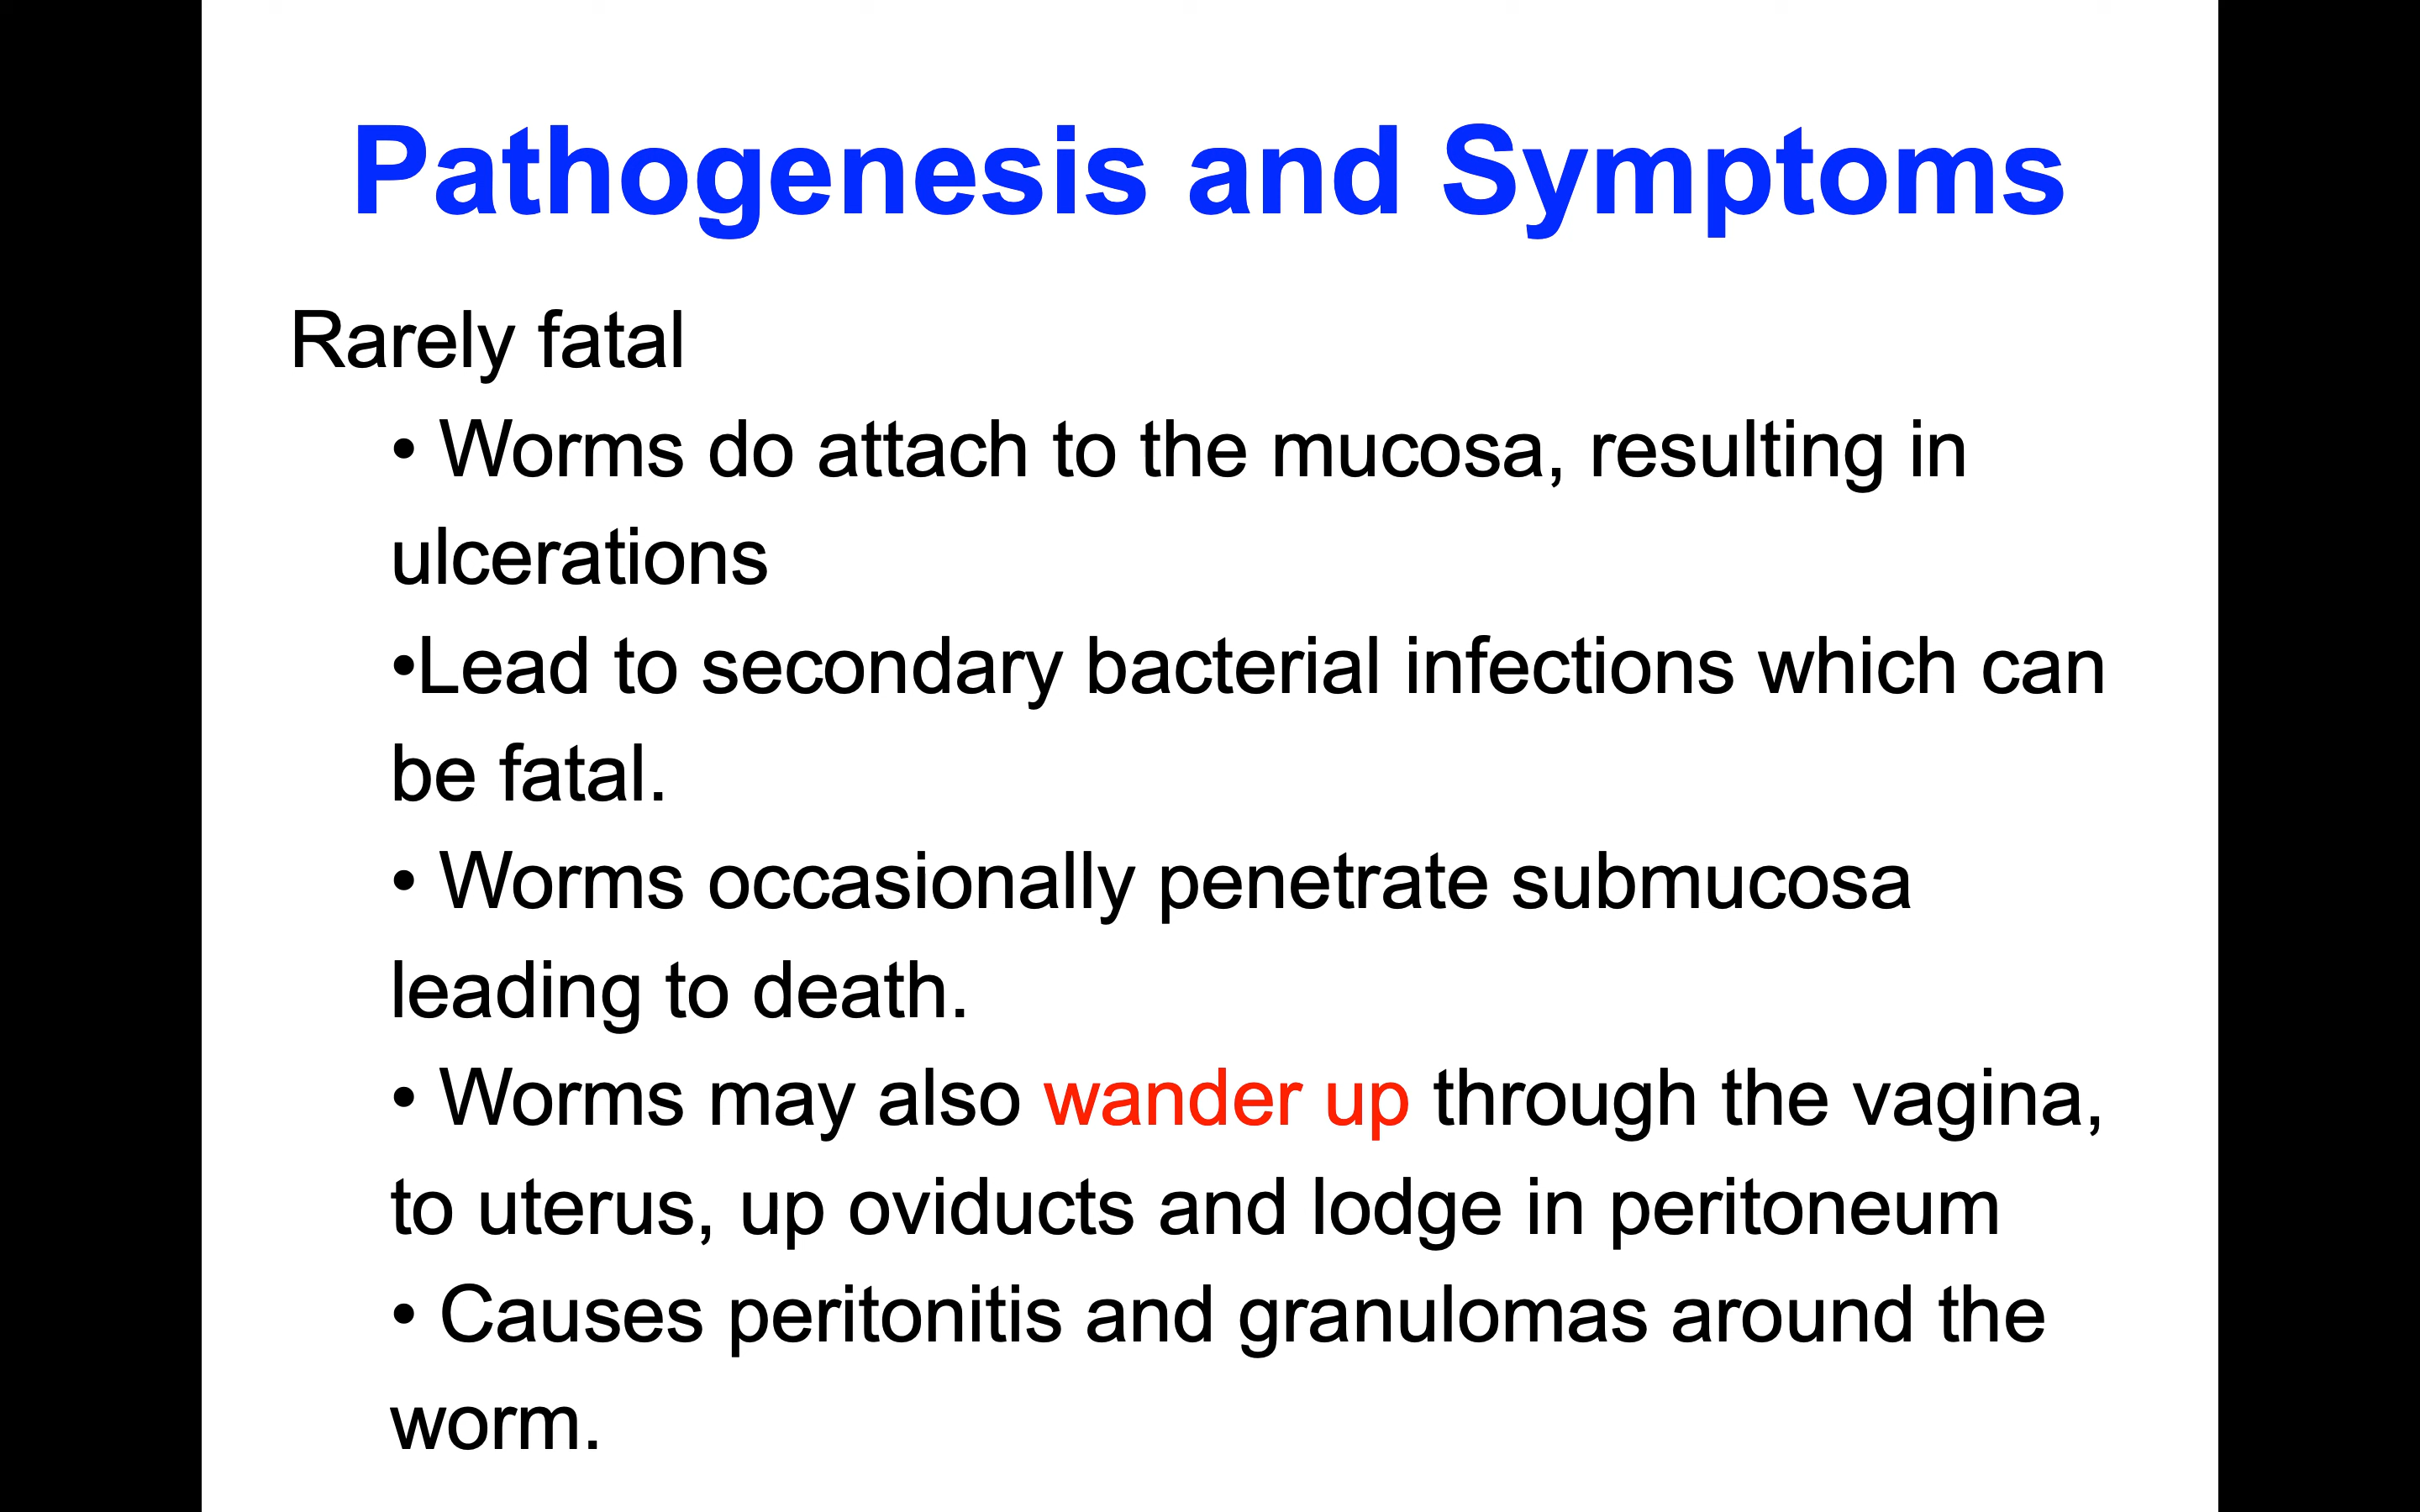 Pathogenesis and Symptoms
Rarely fatal
• Worms do attach to the mucosa, resulting in
ulcerations
•Lead to secondary bacterial infections which can
be fatal.
• Worms occasionally penetrate submucosa
leading to death.
• Worms may also wander up through the vagina,
to uterus, up oviducts and lodge in peritoneum
• Causes peritonitis and granulomas around the
worm.